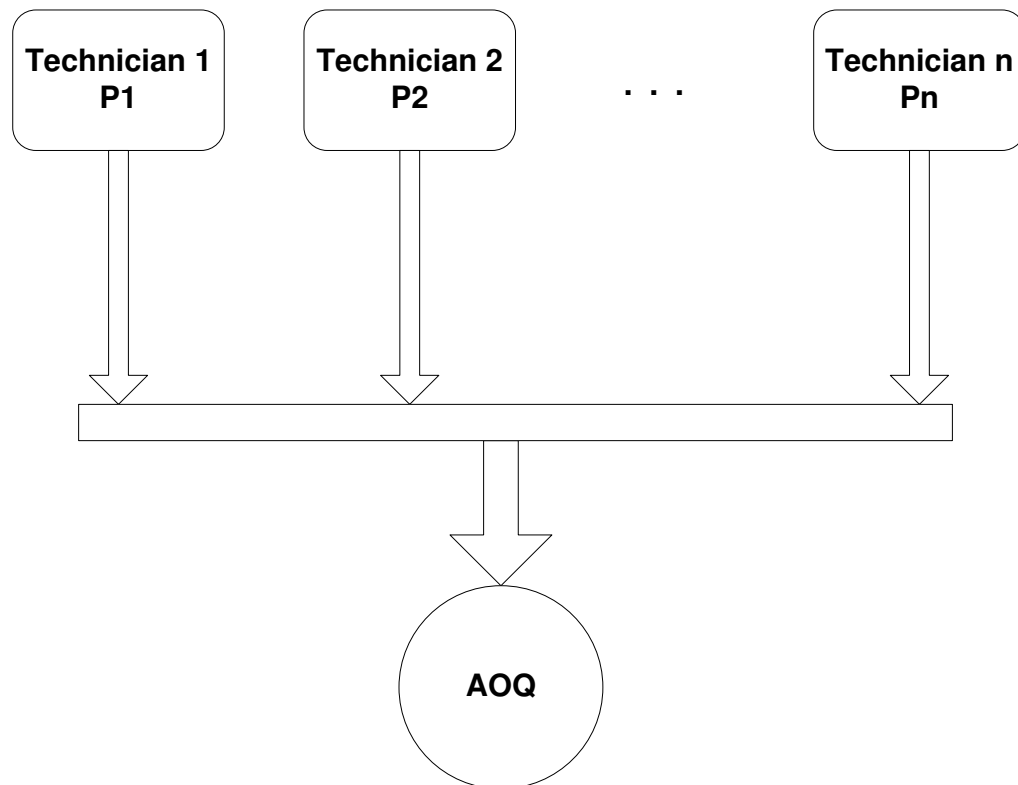 Technician 1
P1
Technician 2
P2
. . .
Technician n
Pn
AOQ